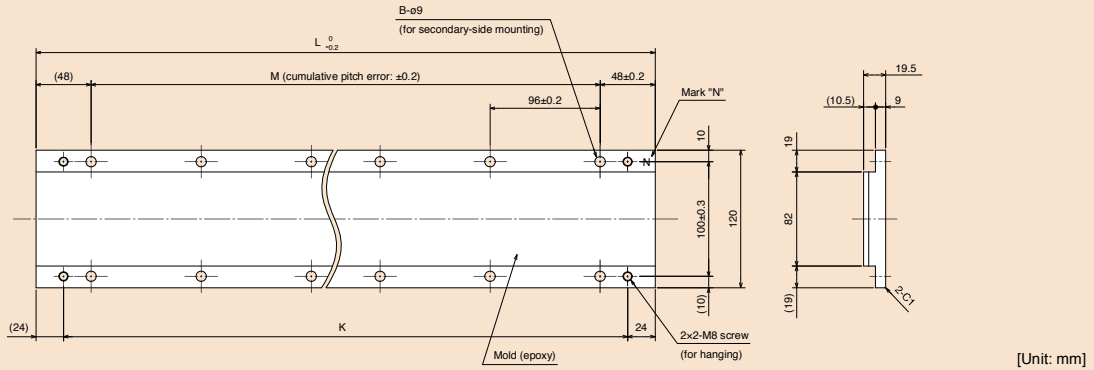 B-ø9
(for secondary-side mounting)
L 0 -0.2
(48)
M (cumulative pitch error: ±0.2)
48±0.2
96±0.2
Mark "N"
10
N
100±0.3
120
(10)
(24)
K
24
Mold (epoxy)
2×2-M8 screw
(for hanging)
19.5
(10.5)
9
19
82
(19)
2-C1
[Unit: mm]